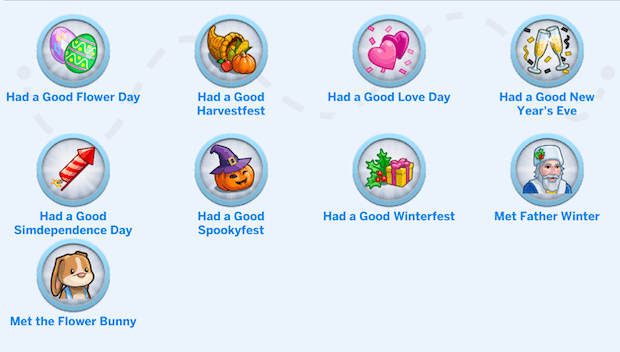 Had a Good Flower Day
Had a Good
Harvestfest
Had a Good Love Day
Had a Good New
Year's Eve
Had a Good
Simdependence Day
Had a Good
Spookyfest
Had a Good Winterfest
Met Father Winter
Met the Flower Bunny